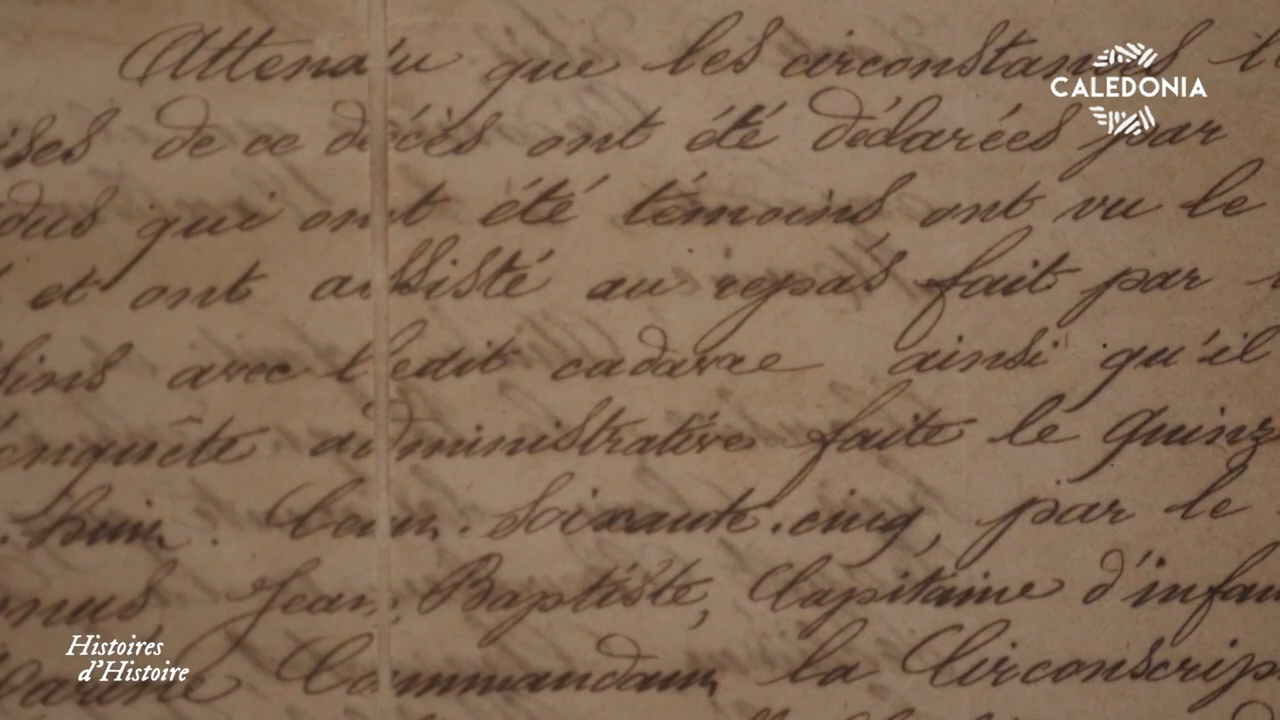 Attendu que les circonstances
CALEDONIA
de ce décès ont été déclarées par
qui ont été témoins, ont vu le
et ont assisté au repas fait par
avec ledit cadavre ainsi qu'il
enquête administrative faite le quinz
cent. Soixante. cinq, par le
Jean, Baptiste, Capitaine d'infan
Commandant la Circonscrip
Histoires
d'Histoire